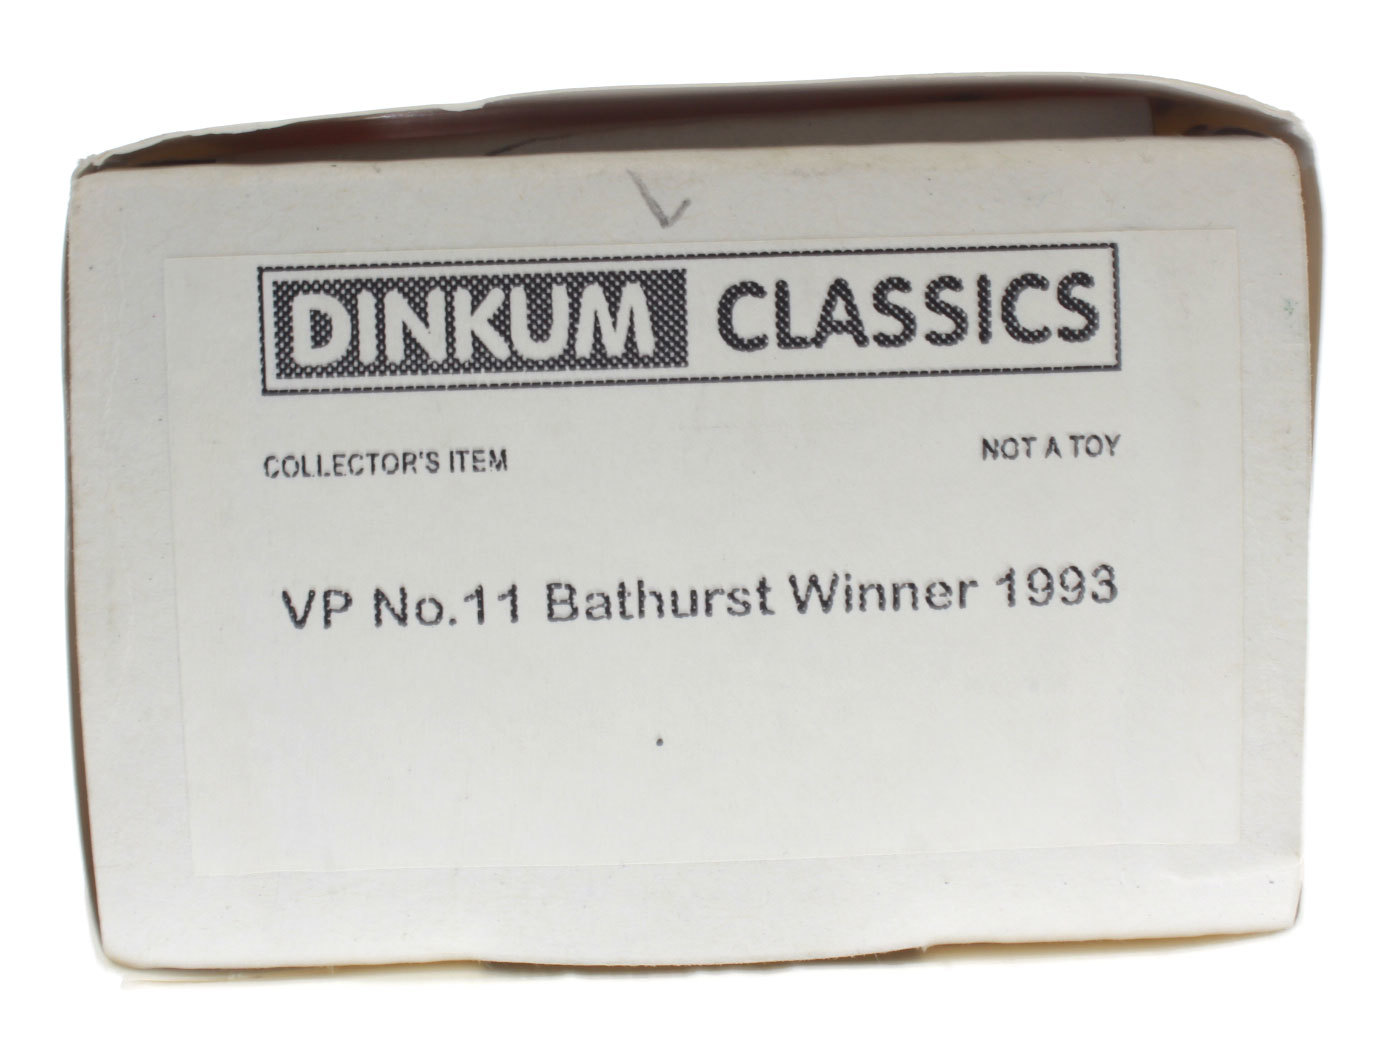 DINKUM CLASSICS
COLLECTOR'S ITEM NOT A TOY
VP No.11 Bathurst Winner 1993